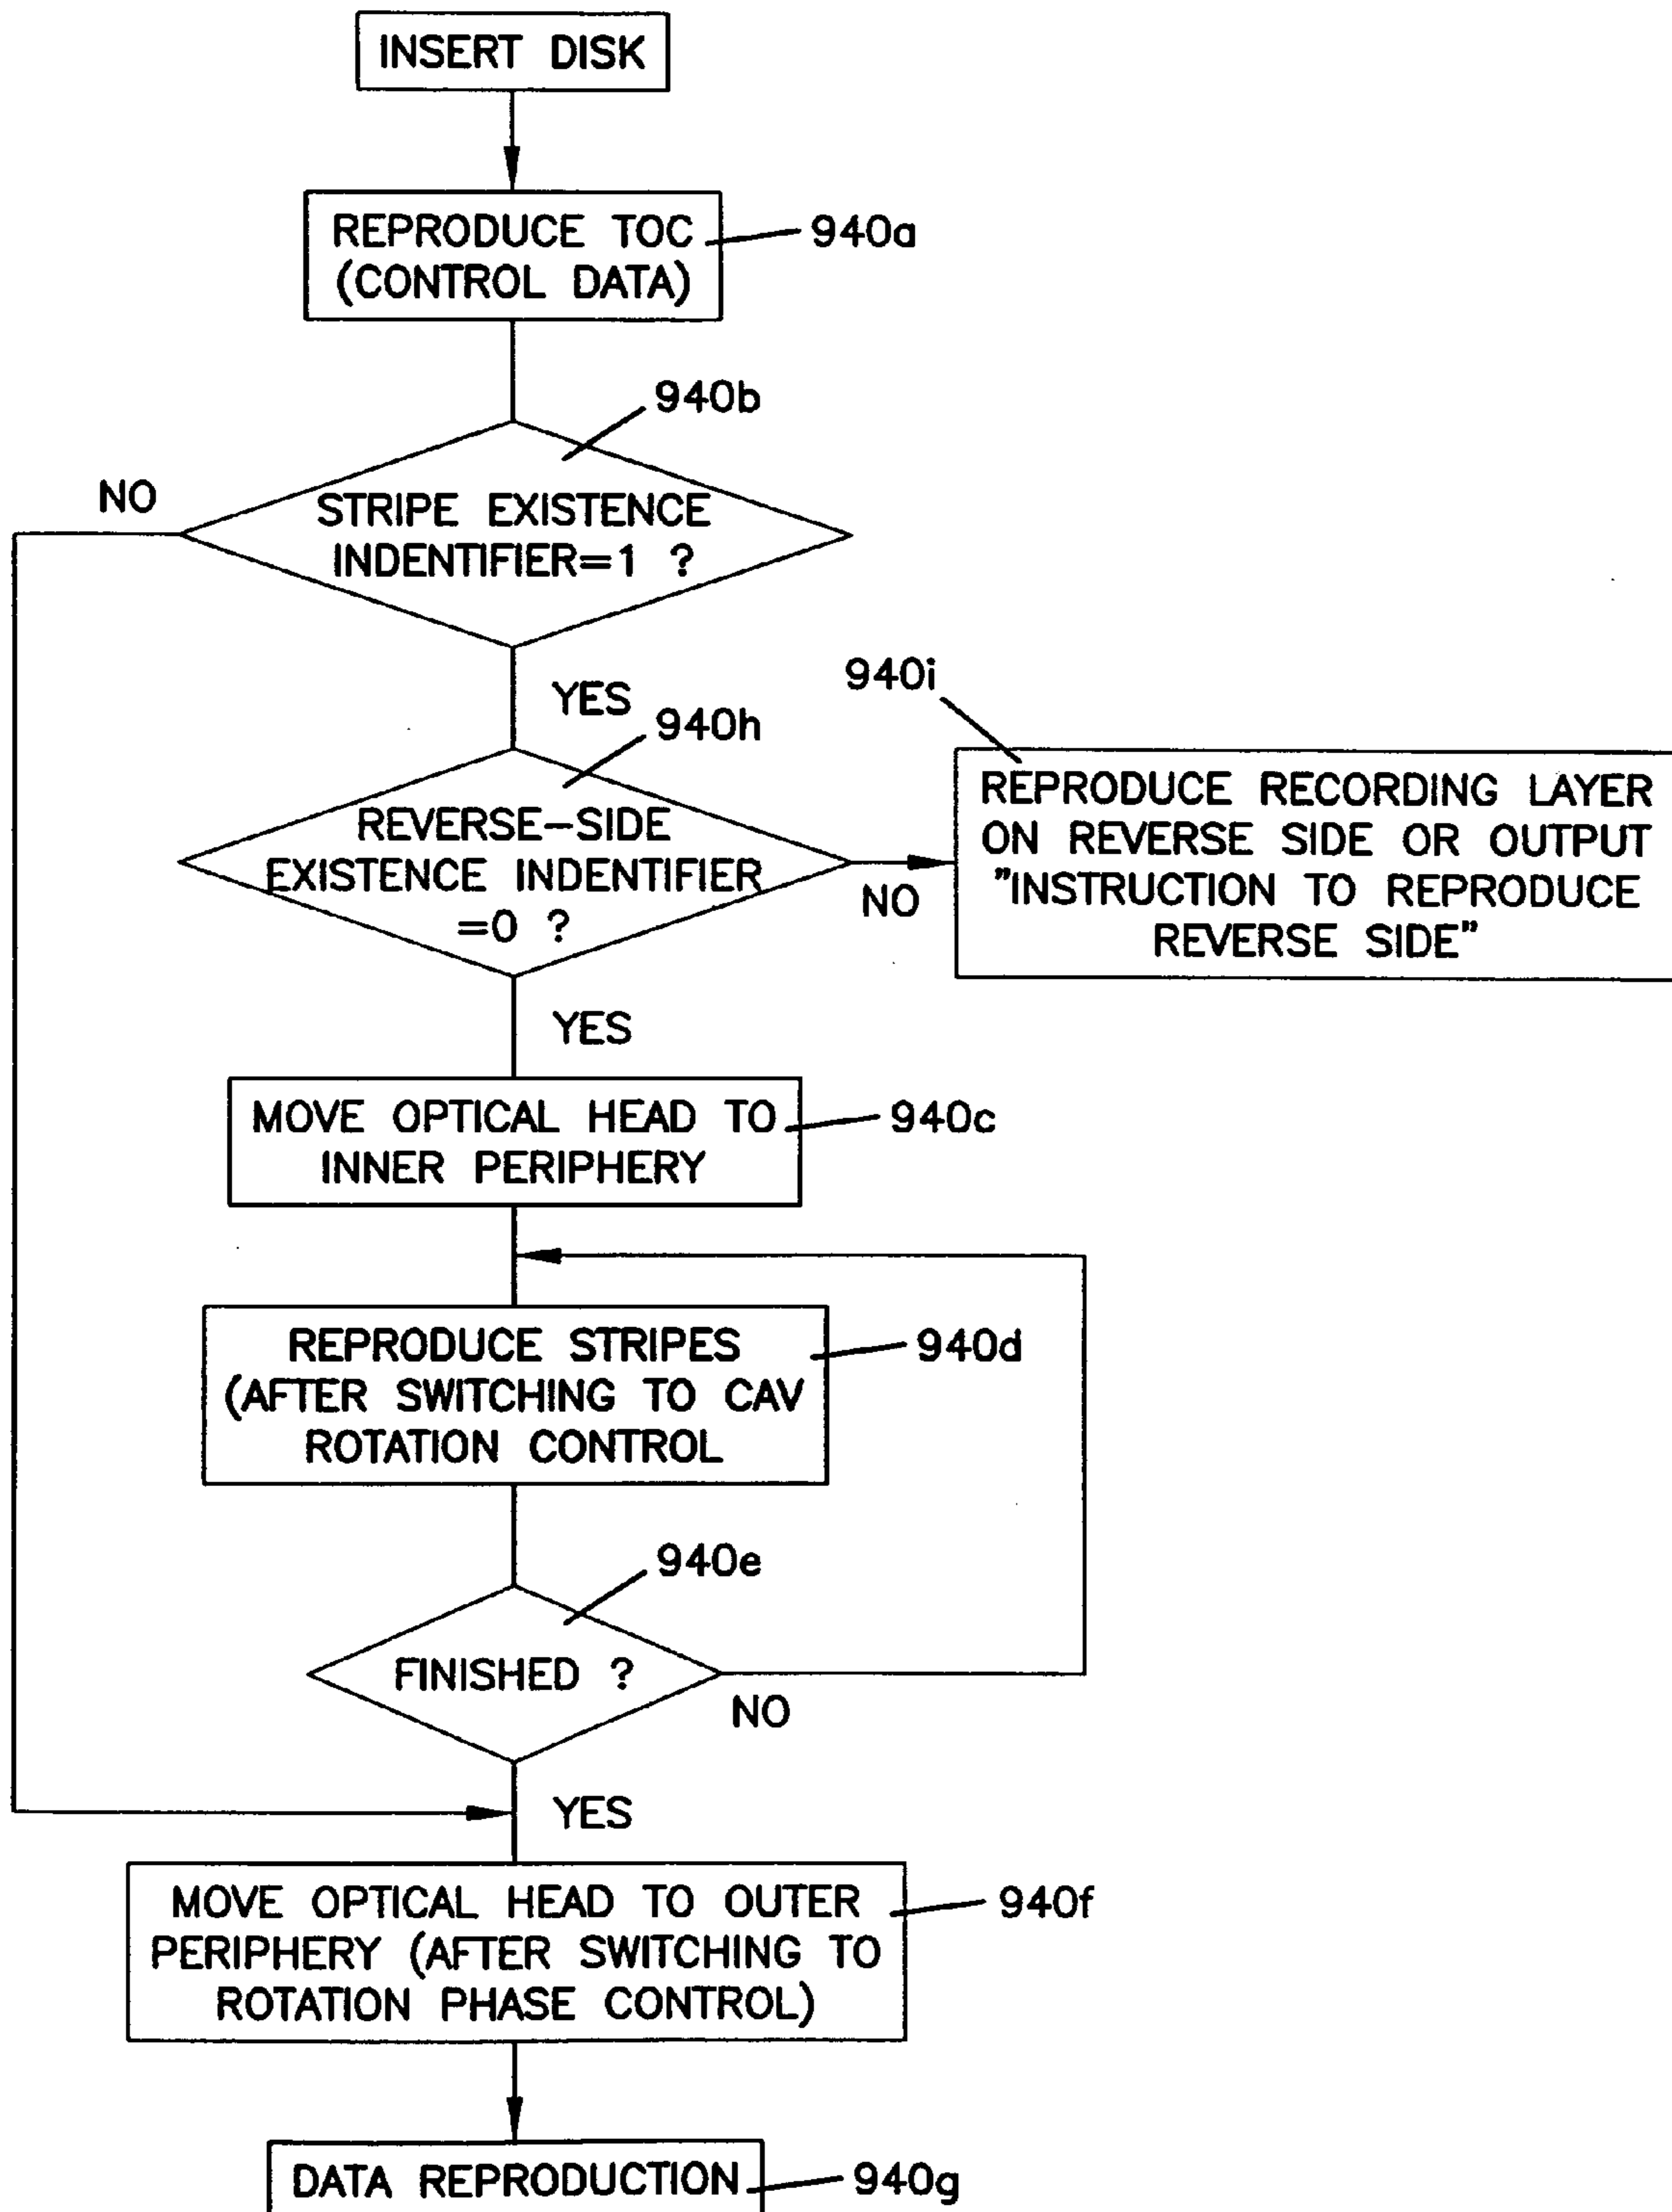 INSERT DISK
REPRODUCE TOC
(CONTROL DATA)
940a
940b
NO
STRIPE EXISTENCE
INDENTIFIER=1 ?
YES
940h
940i
REVERSE-SIDE
EXISTENCE INDENTIFIER
=0 ?
NO
REPRODUCE RECORDING LAYER
ON REVERSE SIDE OR OUTPUT
"INSTRUCTION TO REPRODUCE
REVERSE SIDE"
YES
MOVE OPTICAL HEAD TO
INNER PERIPHERY
940c
REPRODUCE STRIPES
(AFTER SWITCHING TO CAV
ROTATION CONTROL
940d
940e
FINISHED ?
NO
YES
MOVE OPTICAL HEAD TO OUTER
PERIPHERY (AFTER SWITCHING TO
ROTATION PHASE CONTROL)
940f
DATA REPRODUCTION
940g